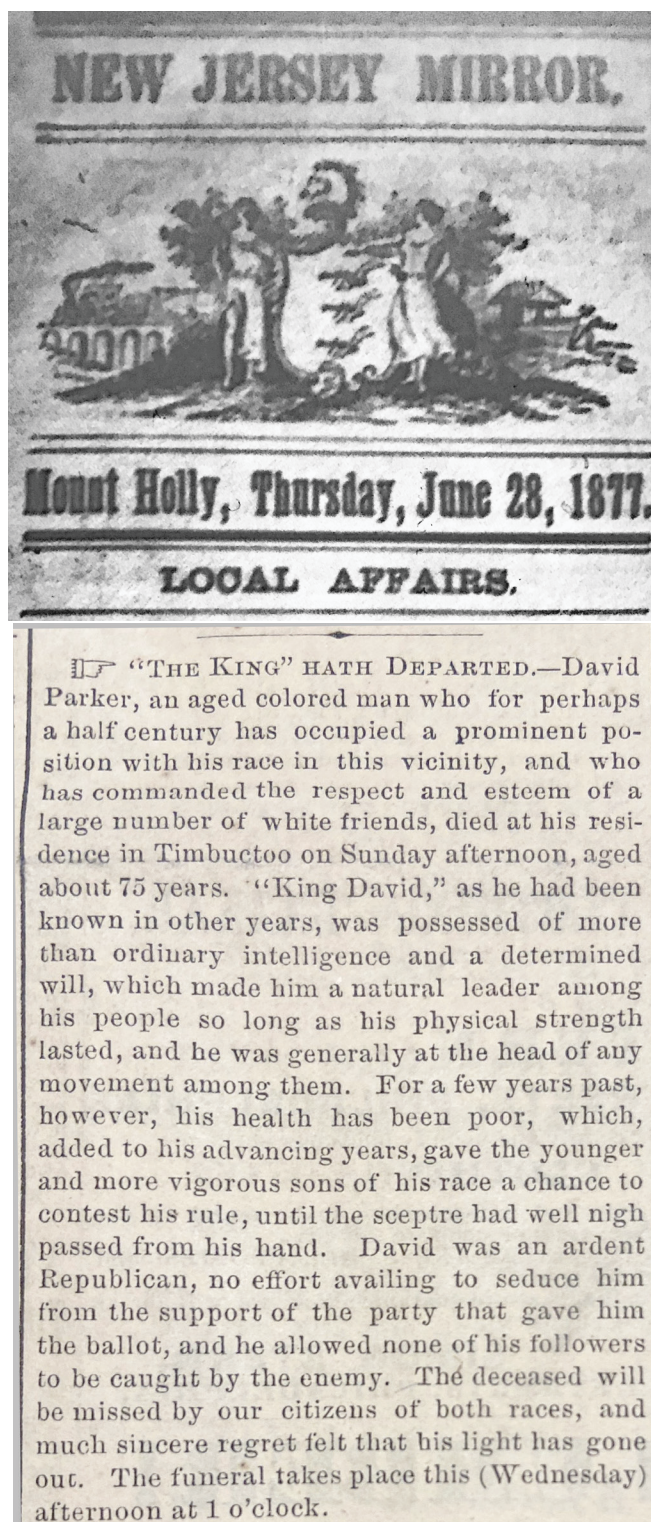 NEW JERSEY MIRROR.
Mount Holly, Thursday, June 28, 1877.
LOCAL AFFAIRS.
☞ “THE KING” HATH DEPARTED.—David
Parker, an aged colored man who for perhaps
a half century has occupied a prominent po-
sition with his race in this vicinity, and who
has commanded the respect and esteem of a
large number of white friends, died at his resi-
dence in Timbuctoo on Sunday afternoon, aged
about 75 years. “King David,” as he had been
known in other years, was possessed of more
than ordinary intelligence and a determined
will, which made him a natural leader among
his people so long as his physical strength
lasted, and he was generally at the head of any
movement among them. For a few years past,
however, his health has been poor, which,
added to his advancing years, gave the younger
and more vigorous sons of his race a chance to
contest his rule, until the sceptre had well nigh
passed from his hand. David was an ardent
Republican, no effort availing to seduce him
from the support of the party that gave him
the ballot, and he allowed none of his followers
to be caught by the enemy. The deceased will
be missed by our citizens of both races, and
much sincere regret felt that his light has gone
out. The funeral takes place this (Wednesday)
afternoon at 1 o’clock.